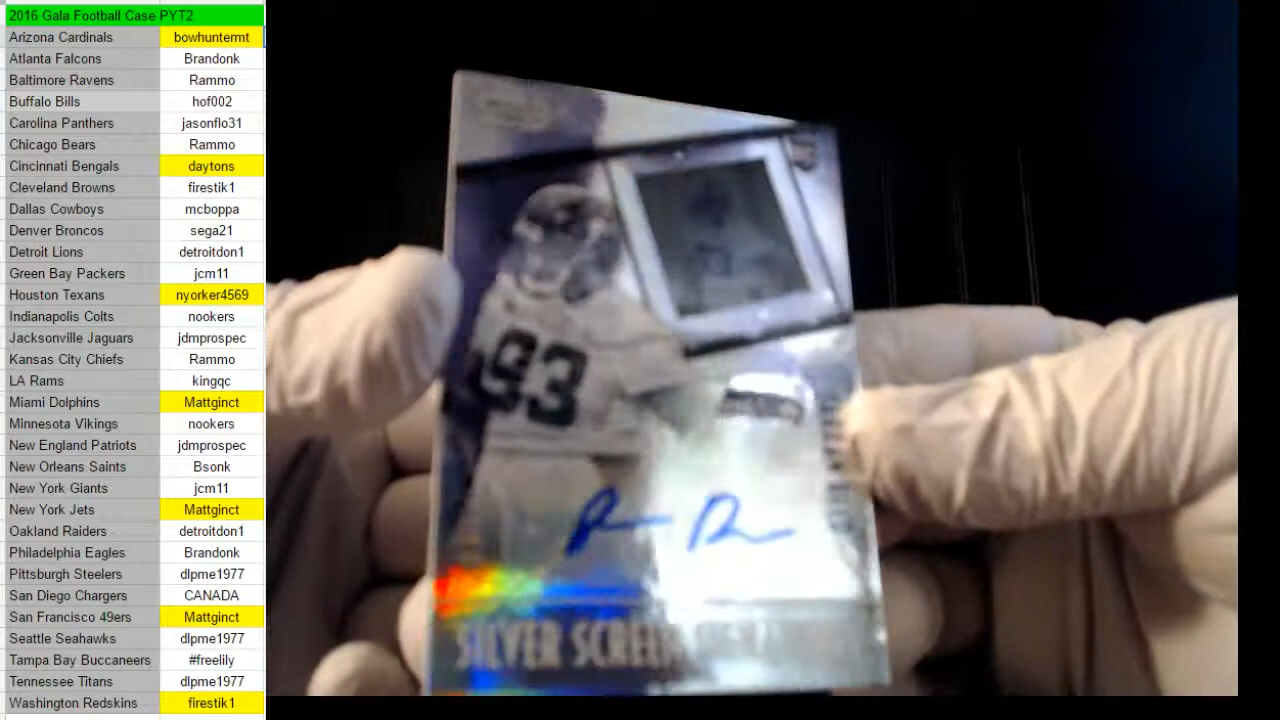 2016 Gala Football Case PYT2
Arizona Cardinals bowhuntermt
Atlanta Falcons Brandonk
Baltimore Ravens Rammo
Buffalo Bills hof002
Carolina Panthers jasonflo31
Chicago Bears Rammo
Cincinnati Bengals daytons
Cleveland Browns firestik1
Dallas Cowboys mcboppa
Denver Broncos sega21
Detroit Lions detroitdon1
Green Bay Packers jcm11
Houston Texans nyorker4569
Indianapolis Colts nookers
Jacksonville Jaguars jdmprospec
Kansas City Chiefs Rammo
LA Rams kingqc
Miami Dolphins Mattginct
Minnesota Vikings nookers
New England Patriots jdmprospec
New Orleans Saints Bsonk
New York Giants jcm11
New York Jets Mattginct
Oakland Raiders detroitdon1
Philadelphia Eagles Brandonk
Pittsburgh Steelers dlpme1977
San Diego Chargers CANADA
San Francisco 49ers Mattginct
Seattle Seahawks dlpme1977
Tampa Bay Buccaneers #freelily
Tennessee Titans dlpme1977
Washington Redskins firestik1
93
SILVER SCREEN